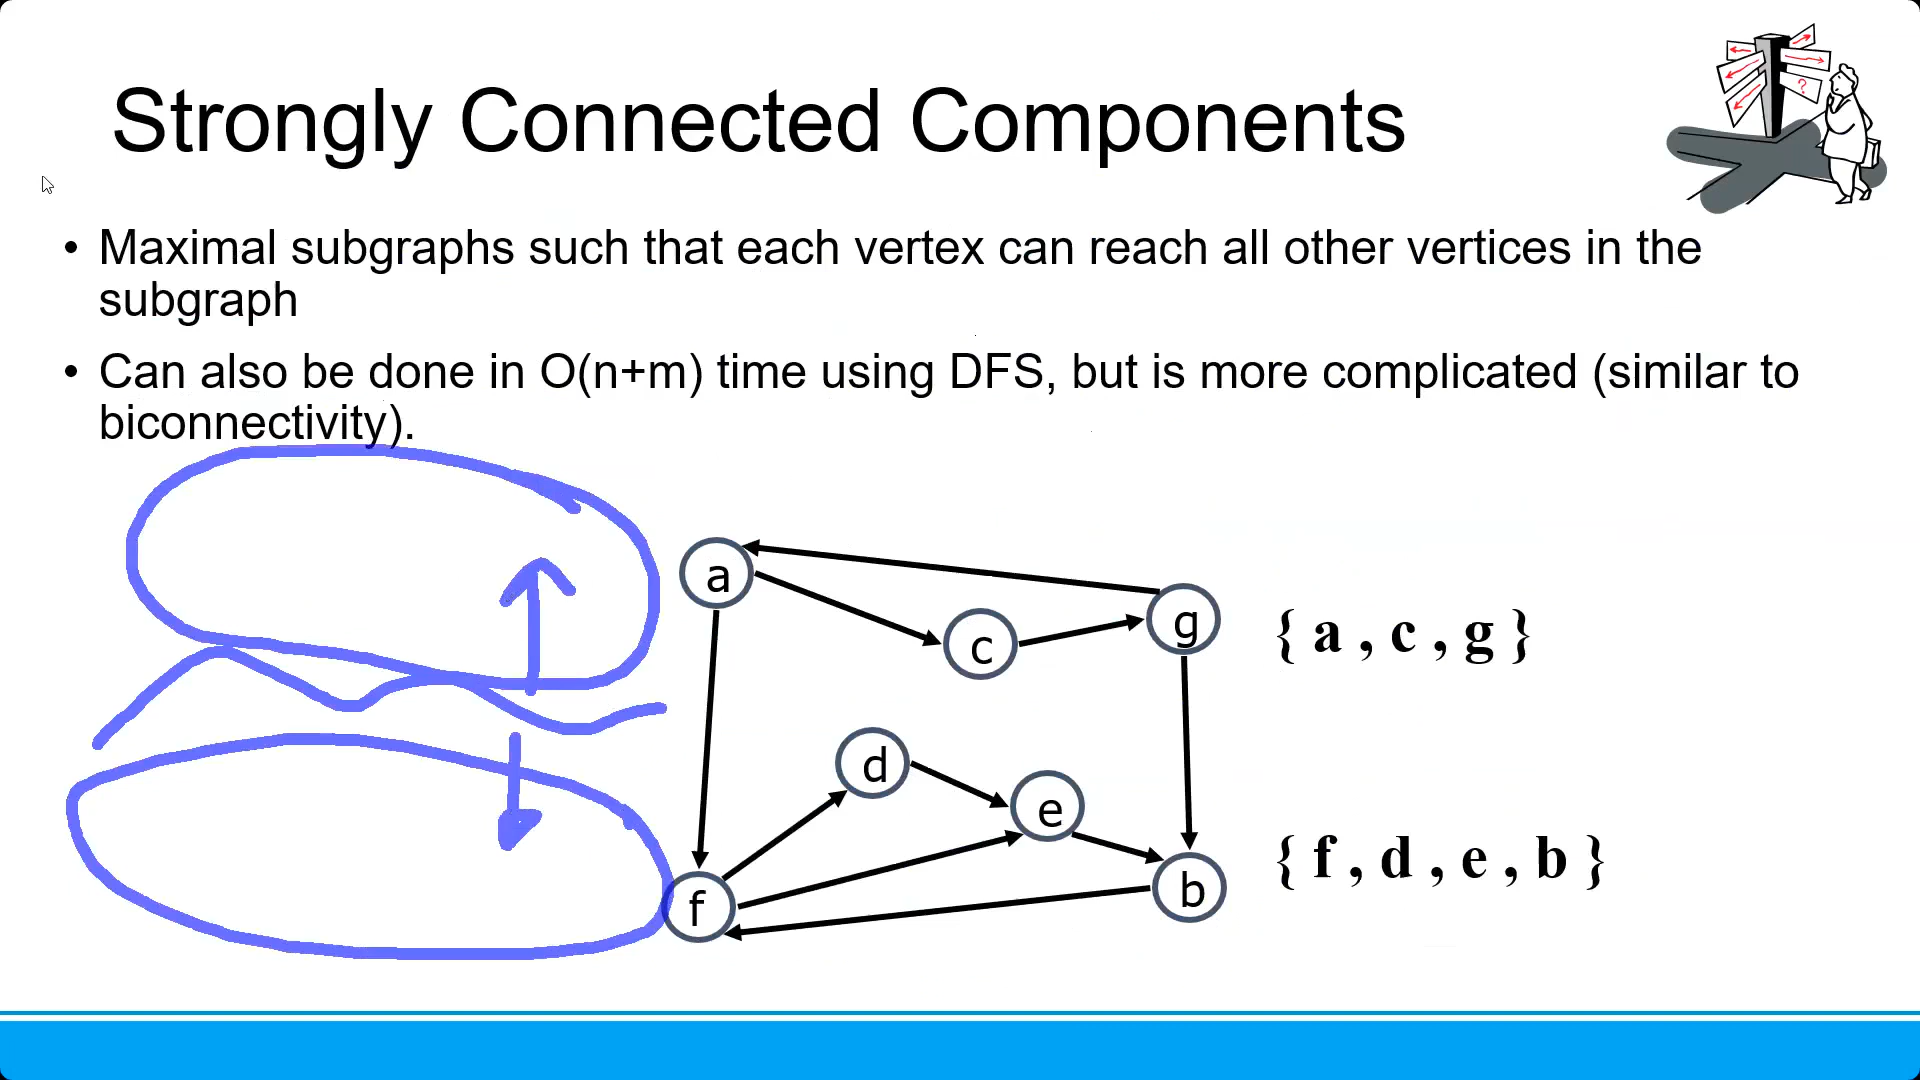 Strongly Connected Components
?
• Maximal subgraphs such that each vertex can reach all other vertices in the
subgraph
• Can also be done in O(n+m) time using DFS, but is more complicated (similar to
biconnectivity).
a
c
g
{ a , c , g }
d
e
f
b
{ f , d , e , b }